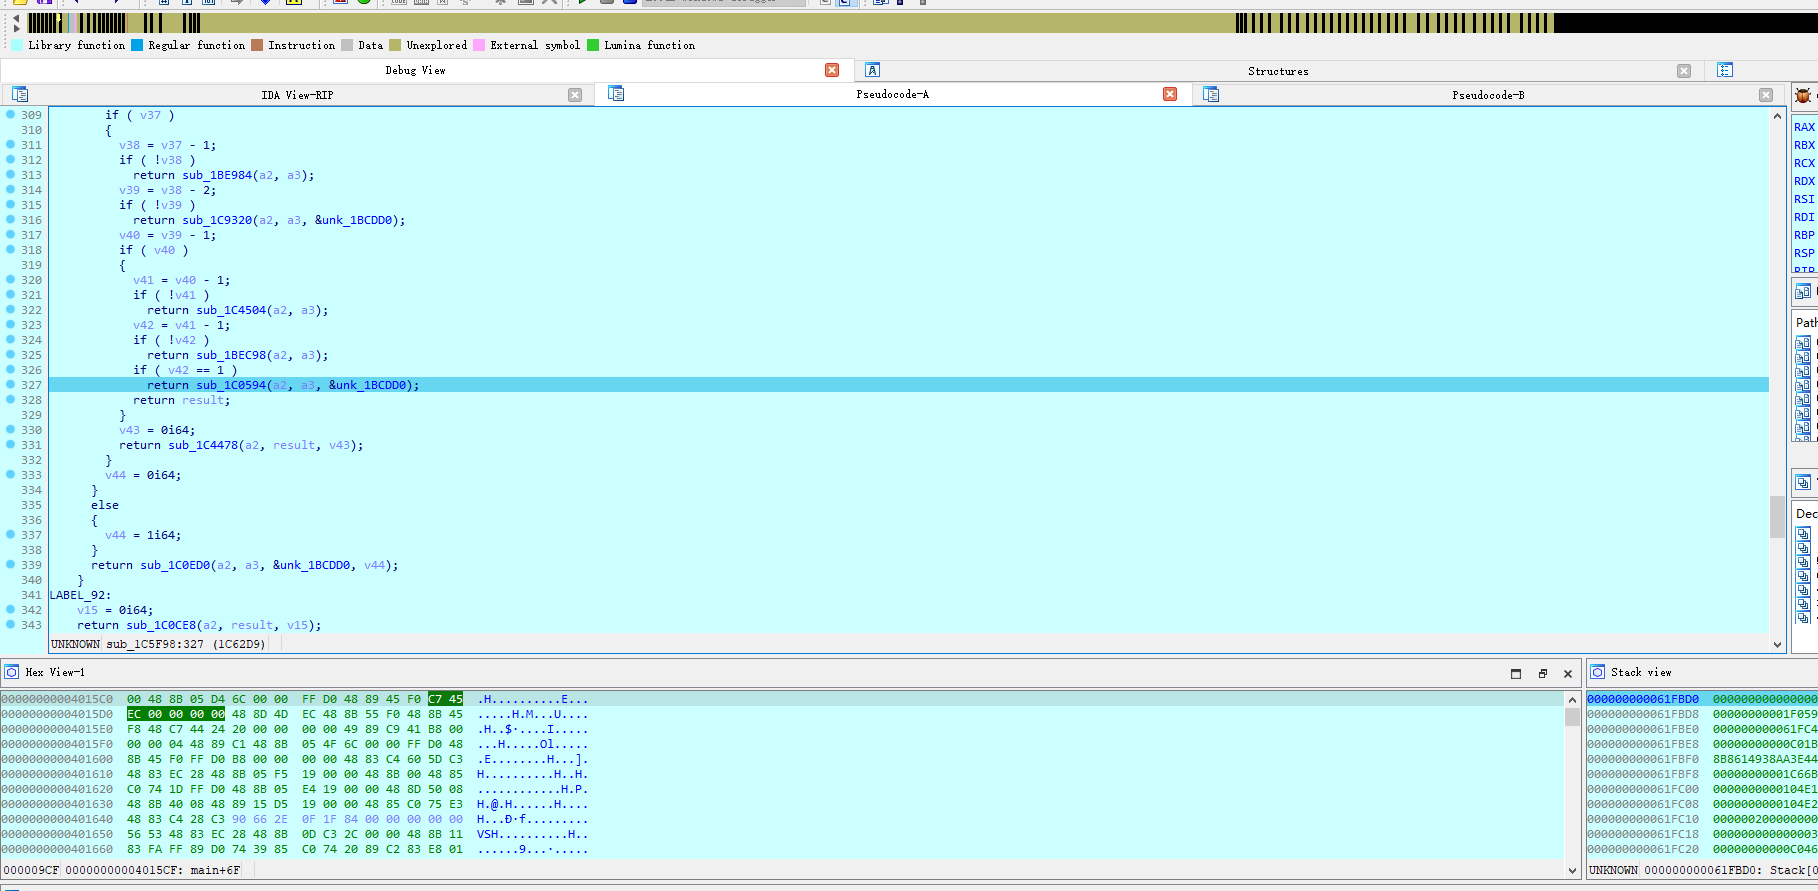 Library function Regular function Instruction Data Unexplored External symbol Lumina function
Debug View Structures
IDA View-RIP Pseudocode-A Pseudocode-B
309 if ( v37 )
310 {
311 v38 = v37 - 1;
312 if ( !v38 )
313 return sub_1BE984(a2, a3);
314 v39 = v38 - 2;
315 if ( !v39 )
316 return sub_1C9320(a2, a3, &unk_1BCDD0);
317 v40 = v39 - 1;
318 if ( v40 )
319 {
320 v41 = v40 - 1;
321 if ( !v41 )
322 return sub_1C4504(a2, a3);
323 v42 = v41 - 1;
324 if ( !v42 )
325 return sub_1BEC98(a2, a3);
326 if ( v42 == 1 )
327 return sub_1C0594(a2, a3, &unk_1BCDD0);
328 return result;
329 }
330 v43 = 0i64;
331 return sub_1C4478(a2, result, v43);
332 }
333 v44 = 0i64;
334 }
335 else
336 {
337 v44 = 1i64;
338 }
339 return sub_1C0ED0(a2, a3, &unk_1BCDD0, v44);
340 }
341 LABEL_92:
342 v15 = 0i64;
343 return sub_1C0CE8(a2, result, v15);
UNKNOWN sub_1C5F98:327 (1C62D9)
RAX
RBX
RCX
RDX
RSI
RDI
RBP
RSP
RIP
Path
Dec
Hex View-1
00000000004015C0 00 48 8B 05 D4 6C 00 00 FF D0 48 89 45 F0 C7 45 .H..........E...
00000000004015D0 EC 00 00 00 00 48 8D 4D EC 48 8B 55 F0 48 8B 45 .....H.M...U....
00000000004015E0 F8 48 C7 44 24 20 00 00 00 00 49 89 C9 41 B8 00 .H..$·....I.....
00000000004015F0 00 00 04 48 89 C1 48 8B 05 4F 6C 00 00 FF D0 48 ...H.....Ol.....
0000000000401600 8B 45 F0 FF D0 B8 00 00 00 00 48 83 C4 60 5D C3 .E........H...].
0000000000401610 48 83 EC 28 48 8B 05 F5 19 00 00 48 8B 00 48 85 H..........H..H.
0000000000401620 C0 74 1D FF D0 48 8B 05 E4 19 00 00 48 8D 50 08 ............H.P.
0000000000401630 48 8B 40 08 48 89 15 D5 19 00 00 48 85 C0 75 E3 H.@.H......H....
0000000000401640 48 83 C4 28 C3 90 66 2E 0F 1F 84 00 00 00 00 00 H...Ð·f.........
0000000000401650 56 53 48 83 EC 28 48 8B 0D C3 2C 00 00 48 8B 11 VSH..........H..
0000000000401660 83 FA FF 89 D0 74 39 85 C0 74 20 89 C2 83 E8 01 ......9...·.....
000009CF 00000000004015CF: main+6F
Stack view
000000000061FBD0 0000000000000000
000000000061FBD8 00000000001F059
000000000061FBE0 000000000061FC4
000000000061FBE8 00000000000C01B
000000000061FBF0 8B8614938AA3E44
000000000061FBF8 00000000001C66B
000000000061FC00 0000000000104E1
000000000061FC08 0000000000104E2
000000000061FC10 000000200000000
000000000061FC18 000000000000003
000000000061FC20 00000000000C046
UNKNOWN 000000000061FBD0: Stack[0